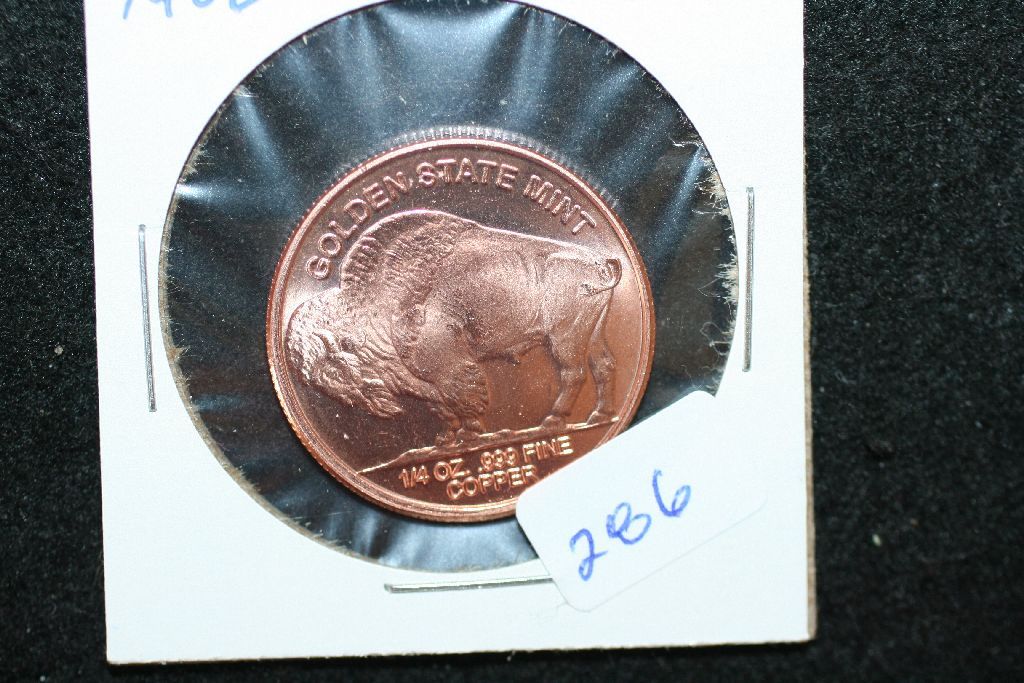 GOLDEN STATE MINT
1/4 OZ. .999 FINE
COPPER
286